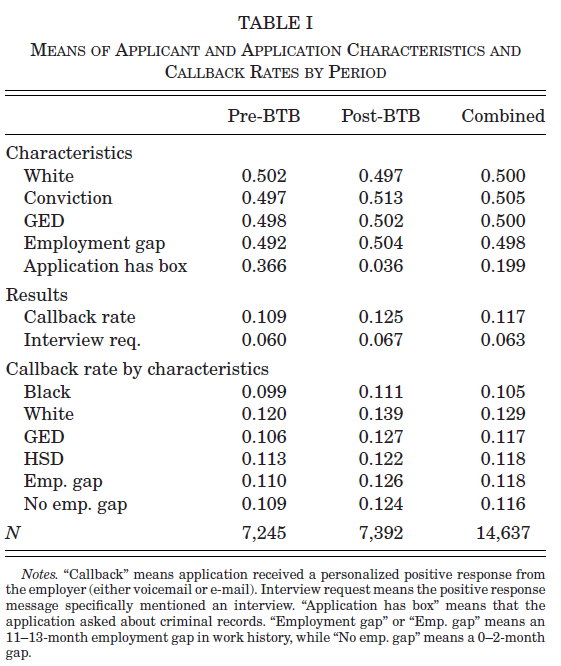 TABLE I
MEANS OF APPLICANT AND APPLICATION CHARACTERISTICS AND
CALLBACK RATES BY PERIOD
Pre-BTB Post-BTB Combined
Characteristics
White 0.502 0.497 0.500
Conviction 0.497 0.513 0.505
GED 0.498 0.502 0.500
Employment gap 0.492 0.504 0.498
Application has box 0.366 0.036 0.199
Results
Callback rate 0.109 0.125 0.117
Interview req. 0.060 0.067 0.063
Callback rate by characteristics
Black 0.099 0.111 0.105
White 0.120 0.139 0.129
GED 0.106 0.127 0.117
HSD 0.113 0.122 0.118
Emp. gap 0.110 0.126 0.118
No emp. gap 0.109 0.124 0.116
N 7,245 7,392 14,637
Notes. “Callback” means application received a personalized positive response from
the employer (either voicemail or e-mail). Interview request means the positive response
message specifically mentioned an interview. “Application has box” means that the
application asked about criminal records. “Employment gap” or “Emp. gap” means an
11–13-month employment gap in work history, while “No emp. gap” means a 0–2-month
gap.